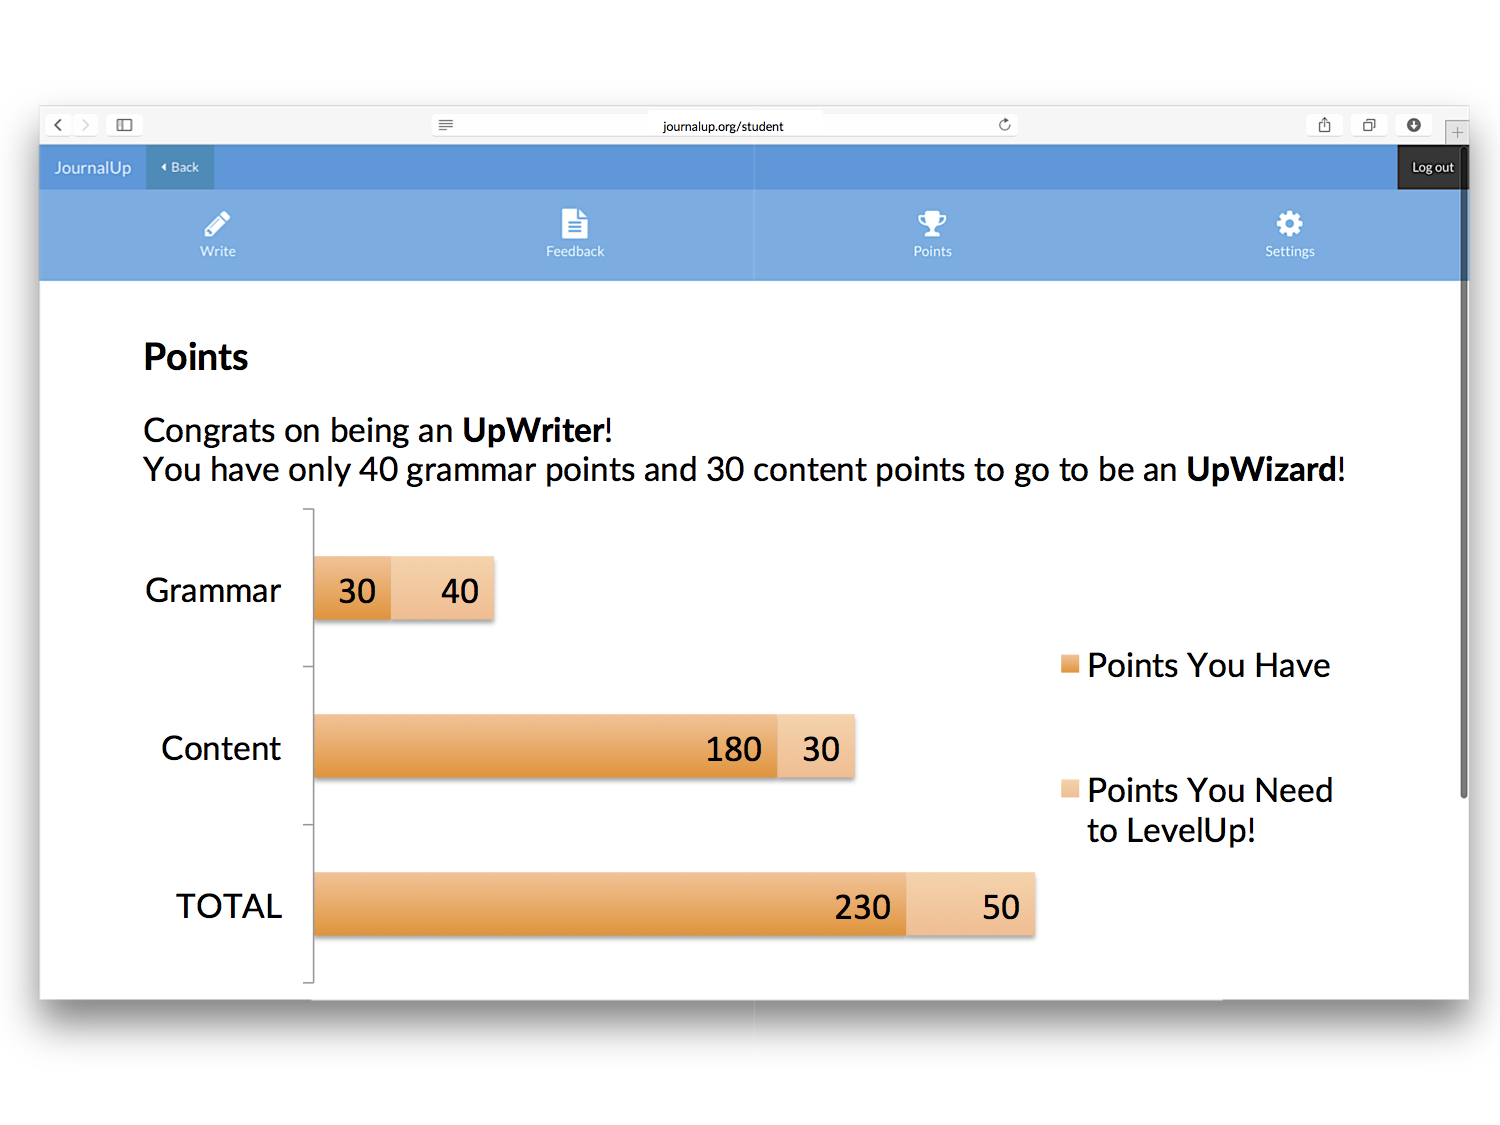 journalup.org/student
JournalUp
Back
Log out
Write
Feedback
Points
Settings
Points
Congrats on being an UpWriter!
You have only 40 grammar points and 30 content points to go to be an UpWizard!
Grammar
30
40
Content
180
30
TOTAL
230
50
Points You Have
Points You Need
to LevelUp!